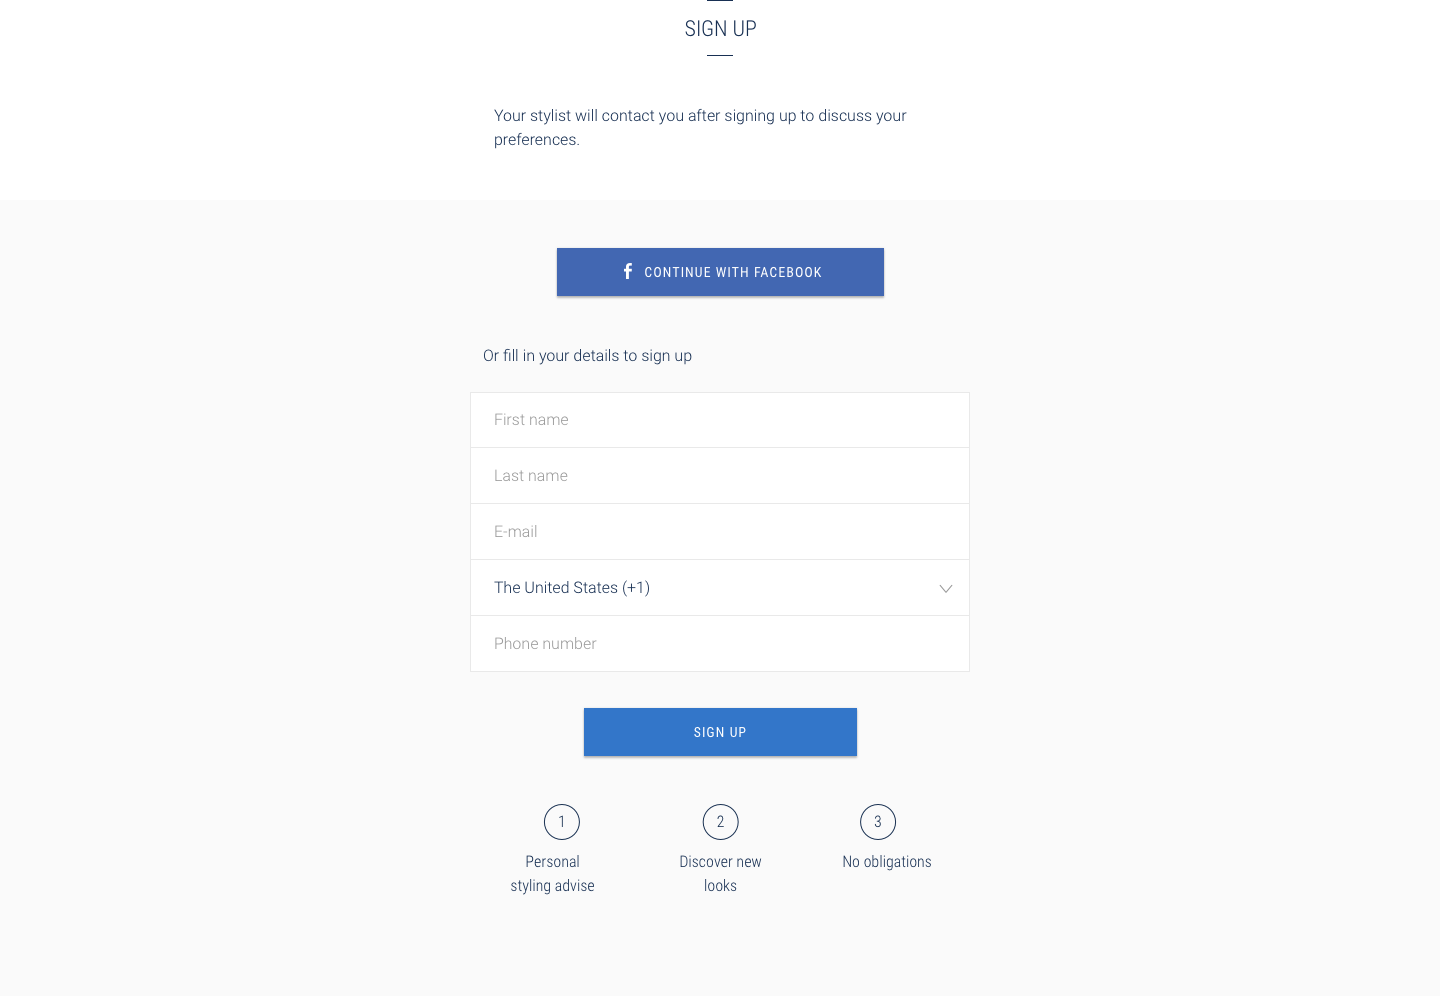 SIGN UP
Your stylist will contact you after signing up to discuss your
preferences.
CONTINUE WITH FACEBOOK
Or fill in your details to sign up
First name
Last name
E-mail
The United States (+1)
Phone number
SIGN UP
1
Personal
styling advise
2
Discover new
looks
3
No obligations